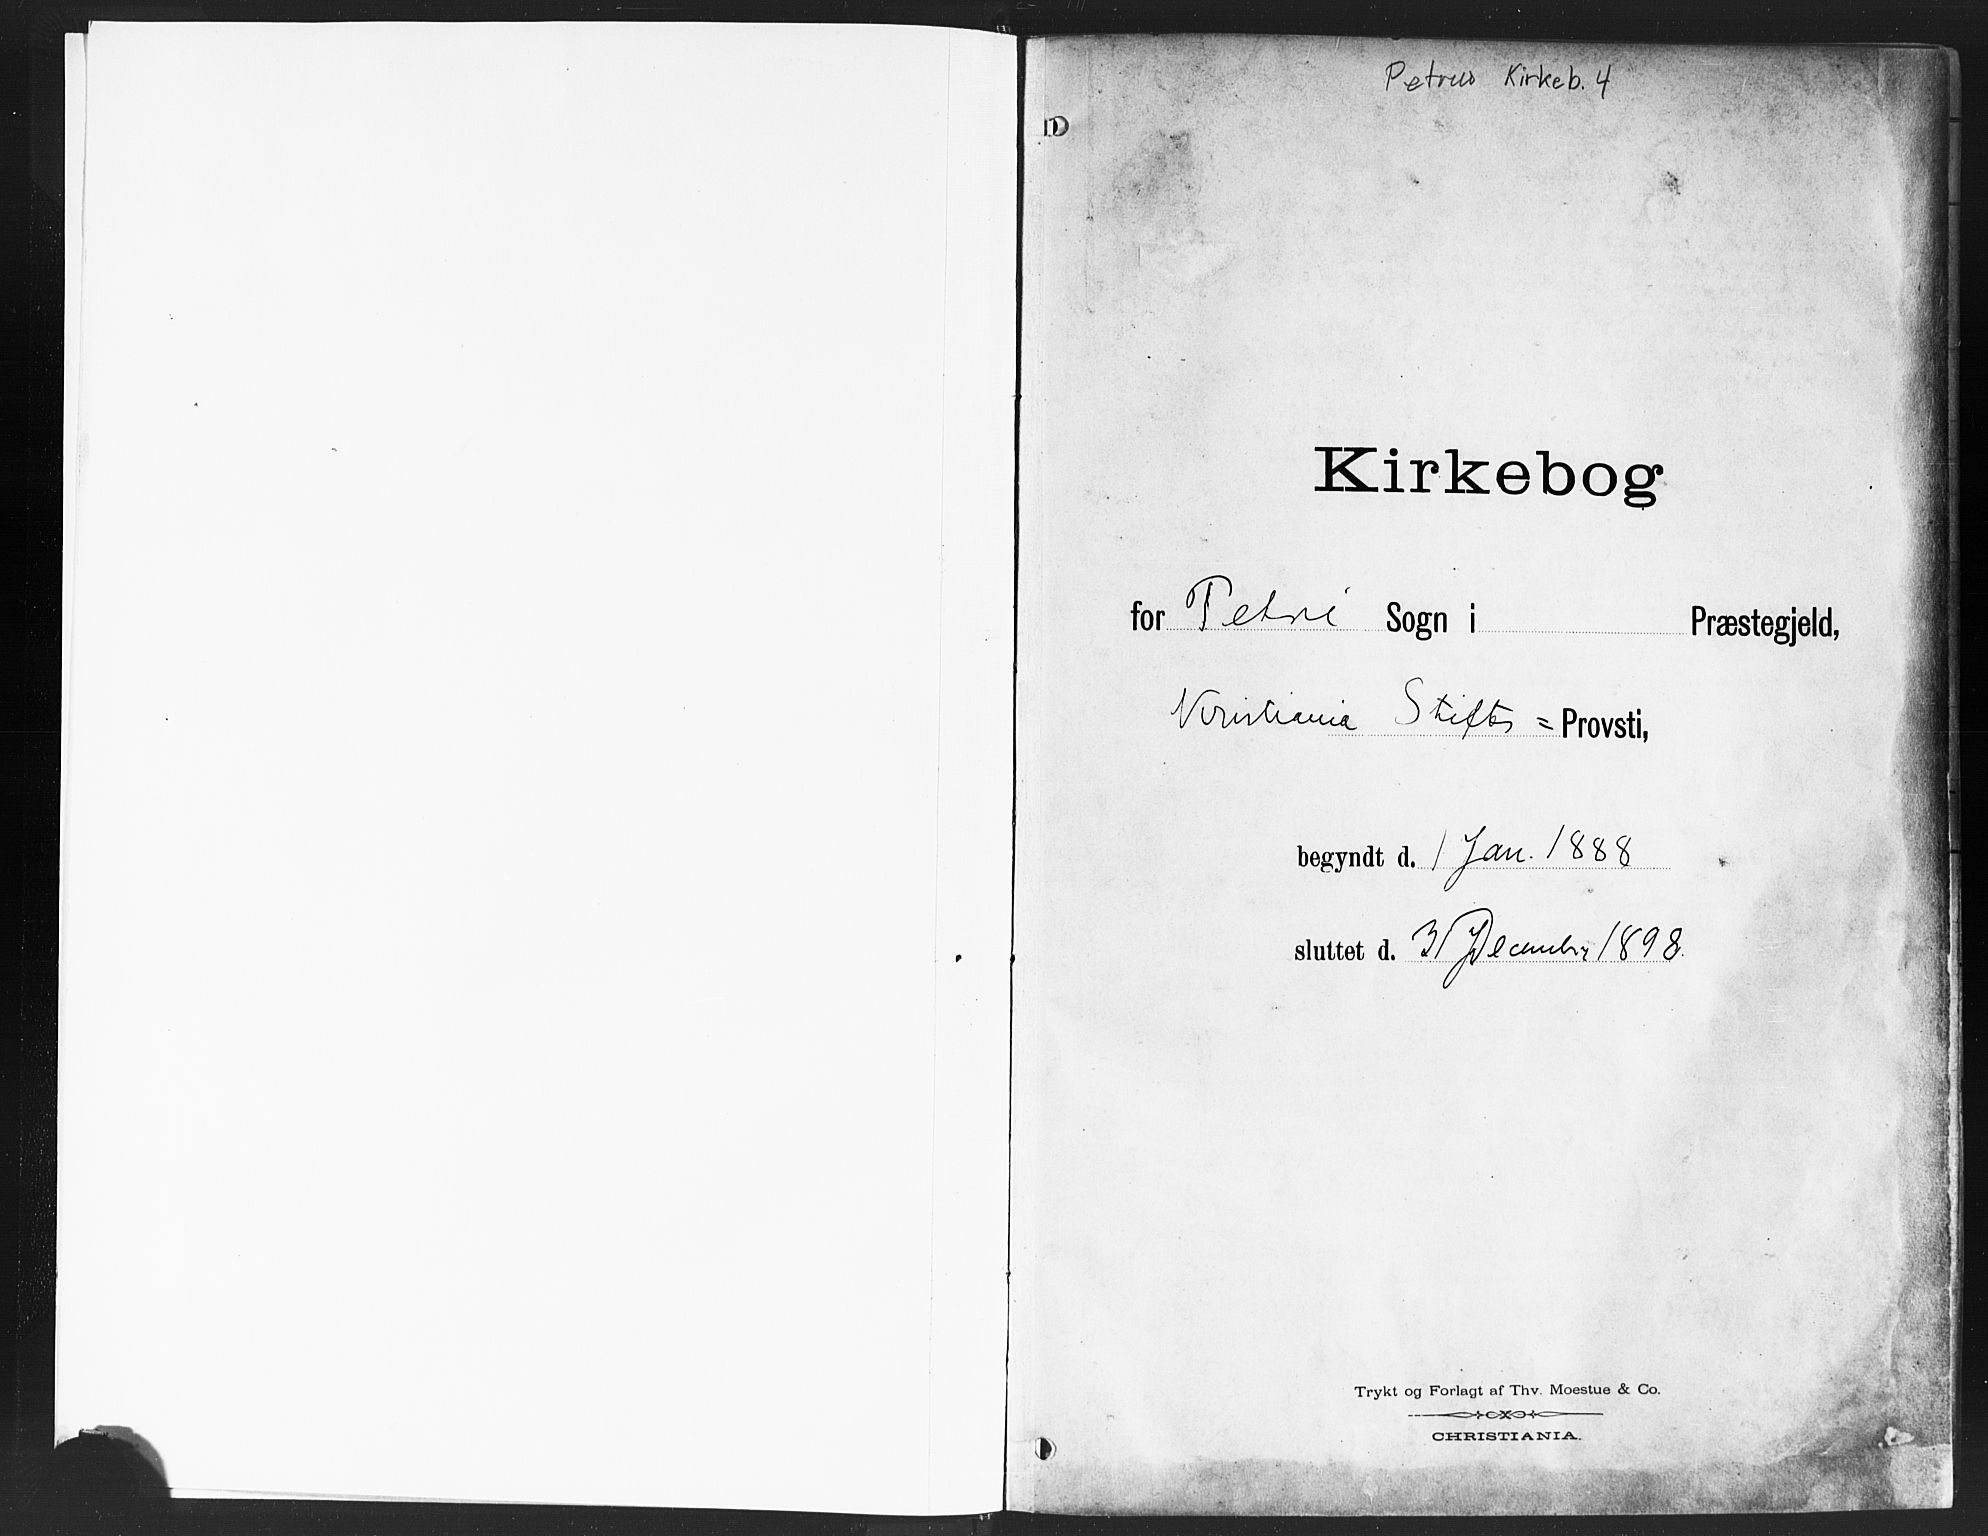 Petrus Kirkeb. 4
Kirkebog
for Petri Sogn i Præstegjeld,
Kristiania Stifts = Provsti,
begyndt d. 1 Jan. 1888
sluttet d. 31 December 1898.
Trykt og Forlagt af Thv. Moestue & Co.
CHRISTIANIA.